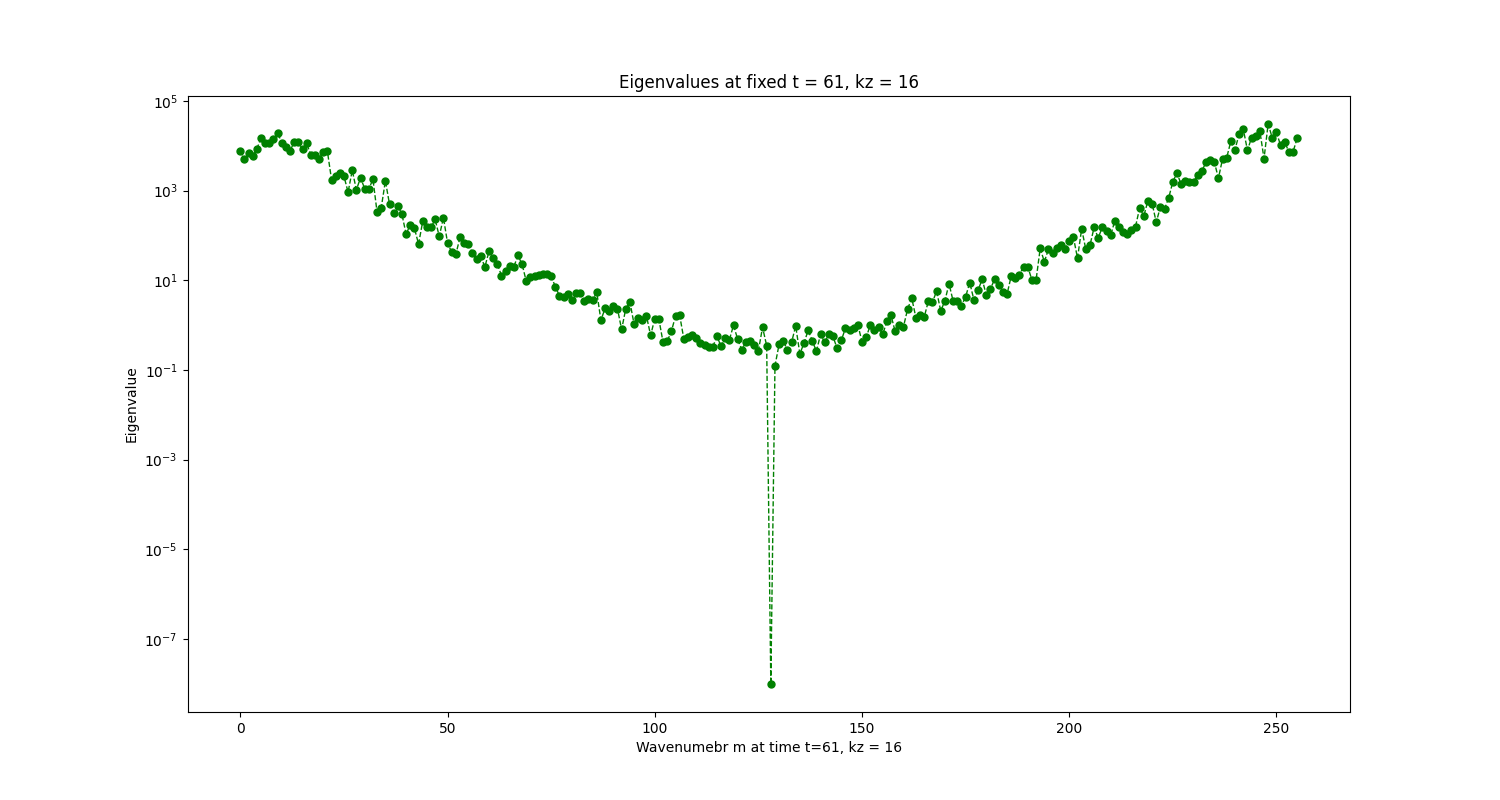 Eigenvalues at fixed t = 61, kz = 16
10^5
10^3
10^1
10^−1
10^−3
10^−5
10^−7
Eigenvalue
0 50 100 150 200 250
Wavenumebr m at time t=61, kz = 16